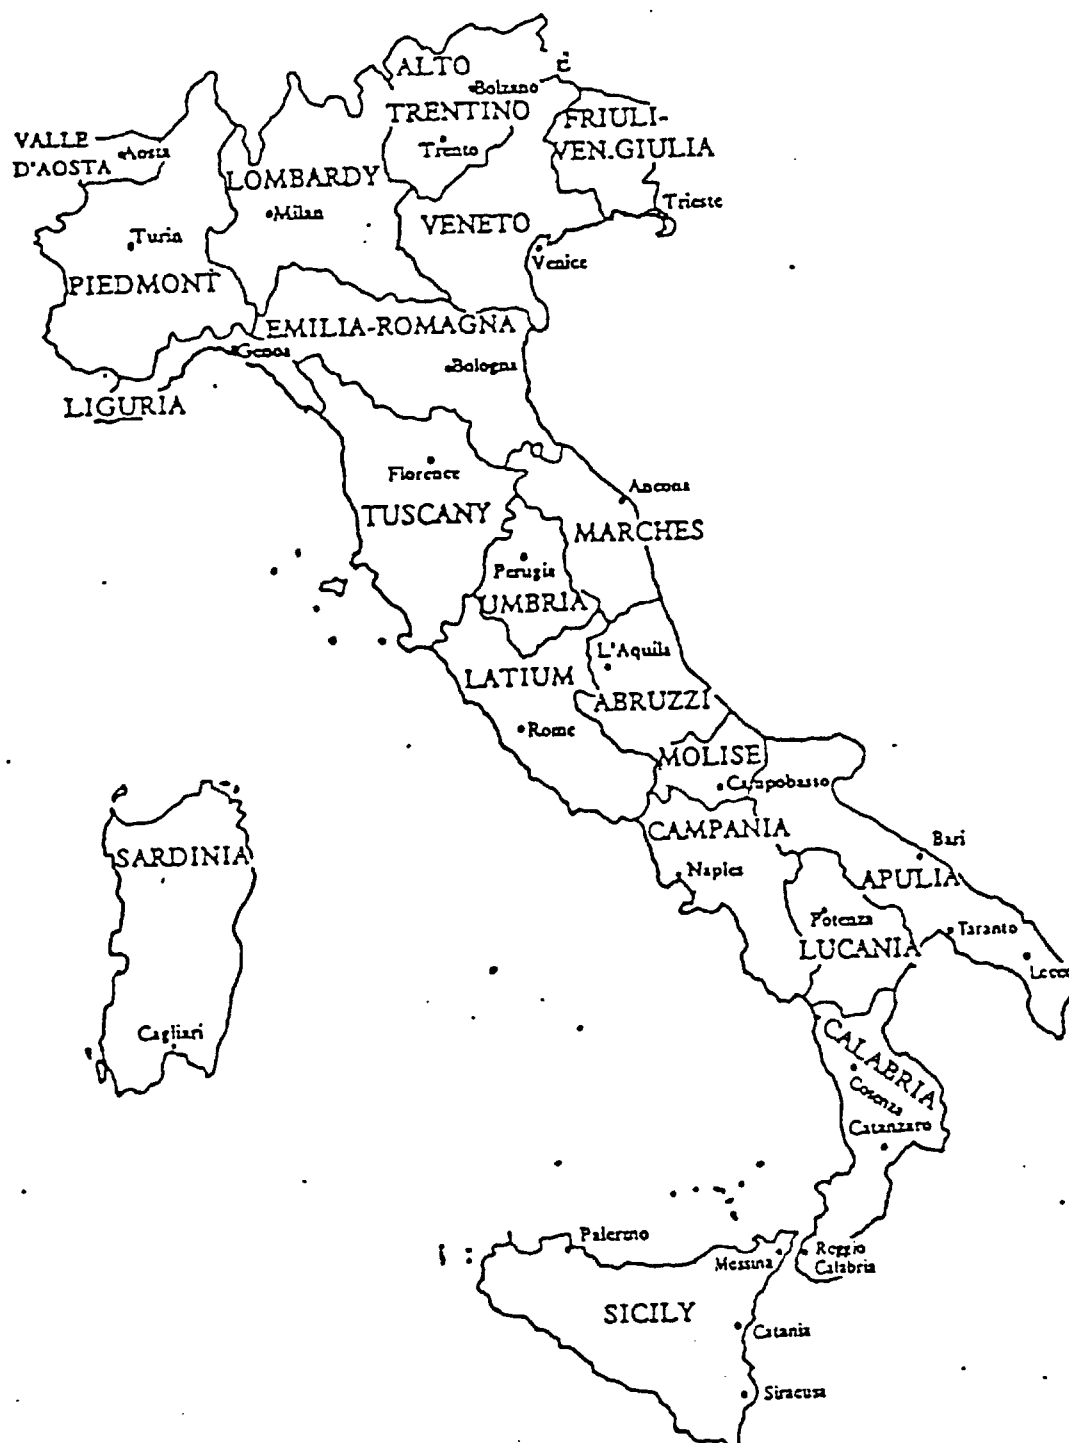 ALTO
Bolzano
TRENTINO
Trento
FRIULI-
VEN.GIULIA
Trieste
VALLE
D'AOSTA
Aosta
LOMBARDY
Milan
VENETO
Venice
Turin
PIEDMONT
EMILIA-ROMAGNA
Genoa
Bologna
LIGURIA
Florence
TUSCANY
Ancona
MARCHES
Perugia
UMBRIA
L'Aquila
LATIUM
ABRUZZI
Rome
MOLISE
Campobasso
CAMPANIA
Naples
Bari
APULIA
Potenza
LUCANIA
Taranto
Lecce
SARDINIA
Cagliari
CALABRIA
Cosenza
Catanzaro
Palermo
Messina
Reggio
Calabria
SICILY
Catania
Siracusa